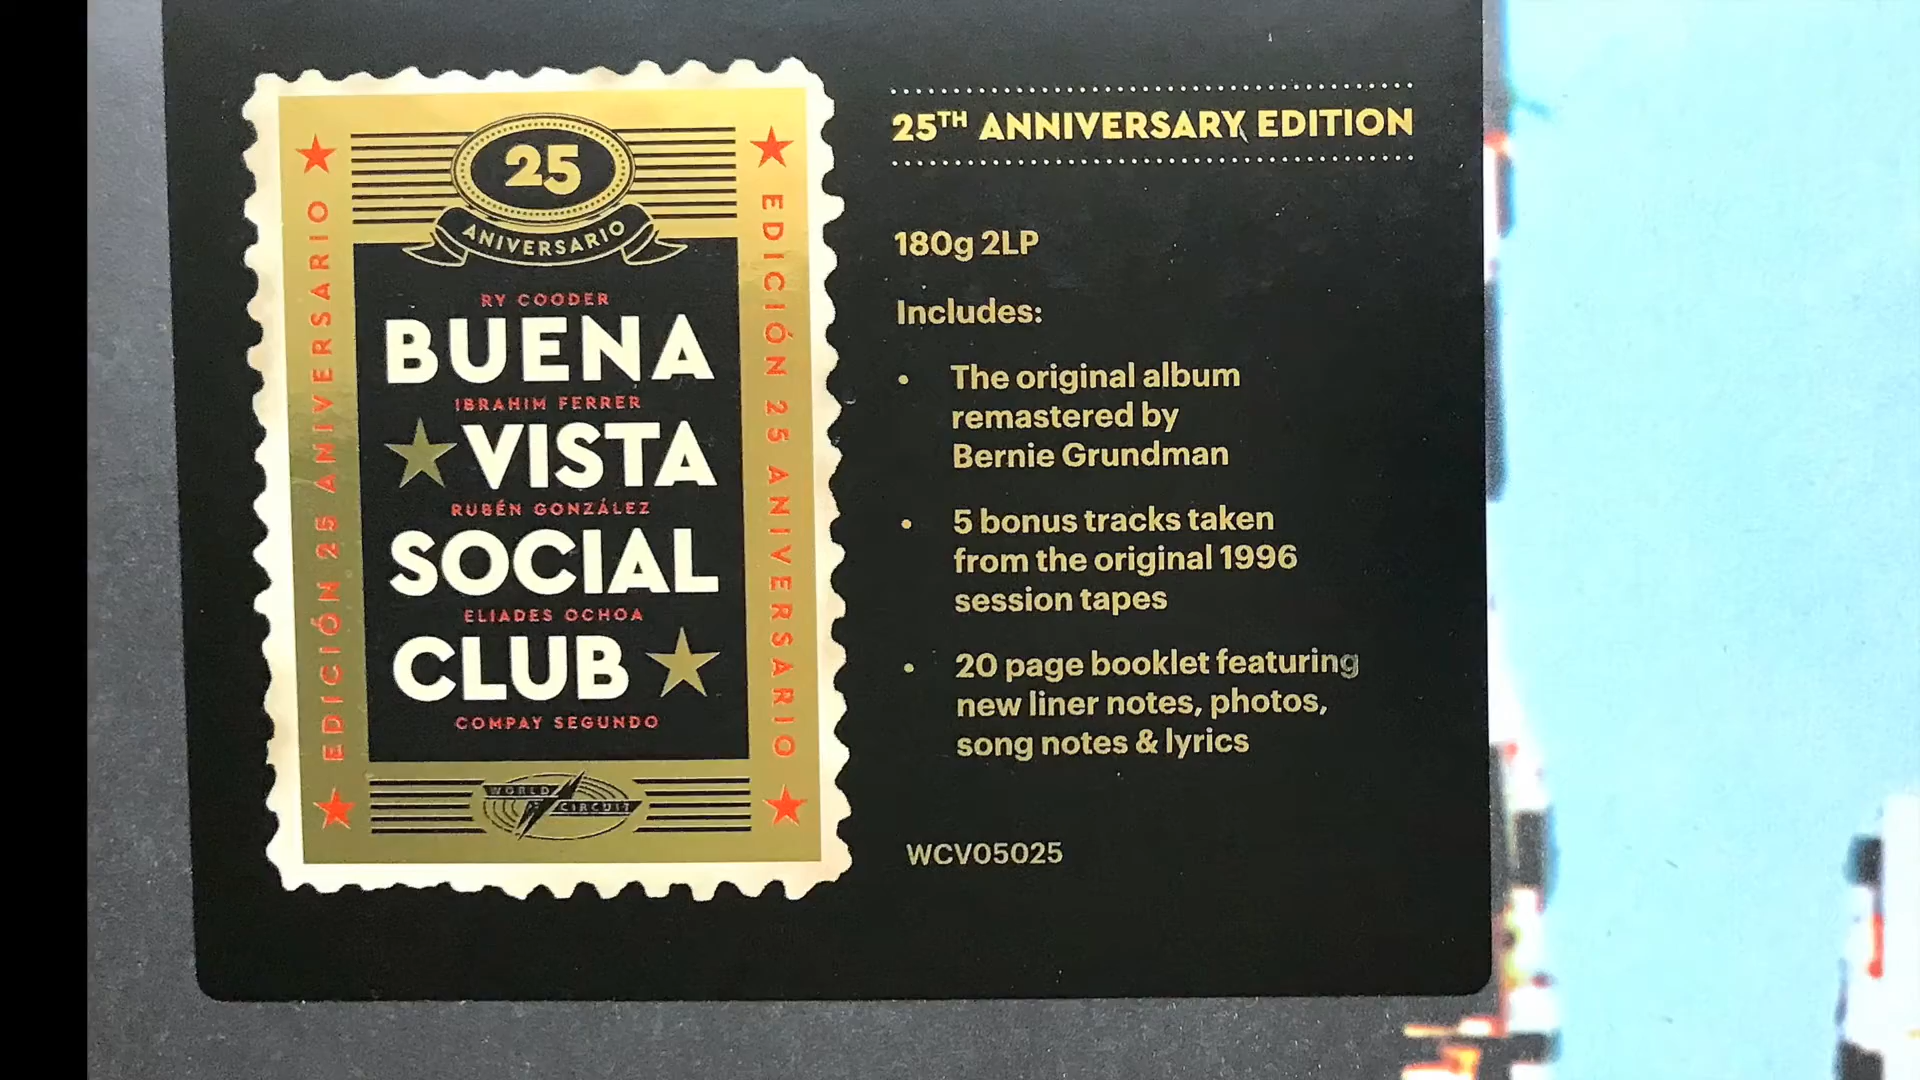 25
ANIVERSARIO
EDICIÓN 25 ANIVERSARIO
EDICIÓN 25 ANIVERSARIO
RY COODER
BUENA
IBRAHIM FERRER
VISTA
RUBÉN GONZÁLEZ
SOCIAL
ELIADES OCHOA
CLUB
COMPAY SEGUNDO
WORLD
CIRCUIT
25TH ANNIVERSARY EDITION
180g 2LP
Includes:
• The original album
remastered by
Bernie Grundman
• 5 bonus tracks taken
from the original 1996
session tapes
• 20 page booklet featuring
new liner notes, photos,
song notes & lyrics
WCV05025